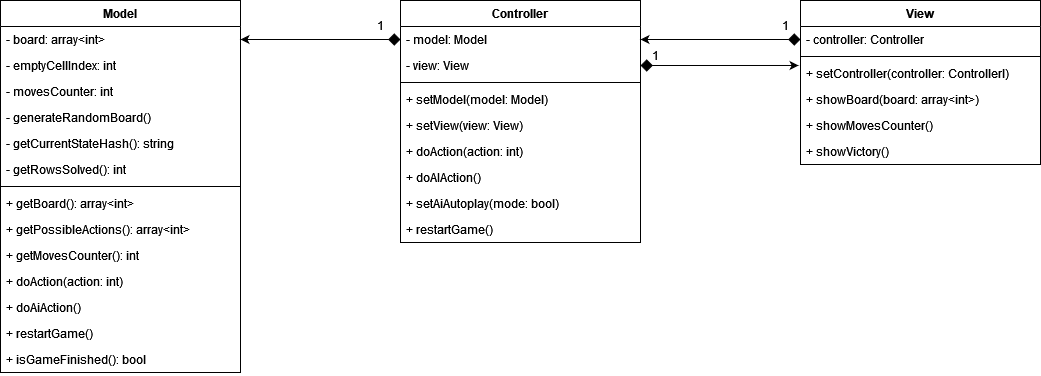 Model
- board: array<int>
- emptyCellIndex: int
- movesCounter: int
- generateRandomBoard()
- getCurrentStateHash(): string
- getRowsSolved(): int
+ getBoard(): array<int>
+ getPossibleActions(): array<int>
+ getMovesCounter(): int
+ doAction(action: int)
+ doAiAction()
+ restartGame()
+ isGameFinished(): bool
1
Controller
- model: Model
- view: View
+ setModel(model: Model)
+ setView(view: View)
+ doAction(action: int)
+ doAIAction()
+ setAiAutoplay(mode: bool)
+ restartGame()
1
1
View
- controller: Controller
+ setController(controller: ControllerI)
+ showBoard(board: array<int>)
+ showMovesCounter()
+ showVictory()